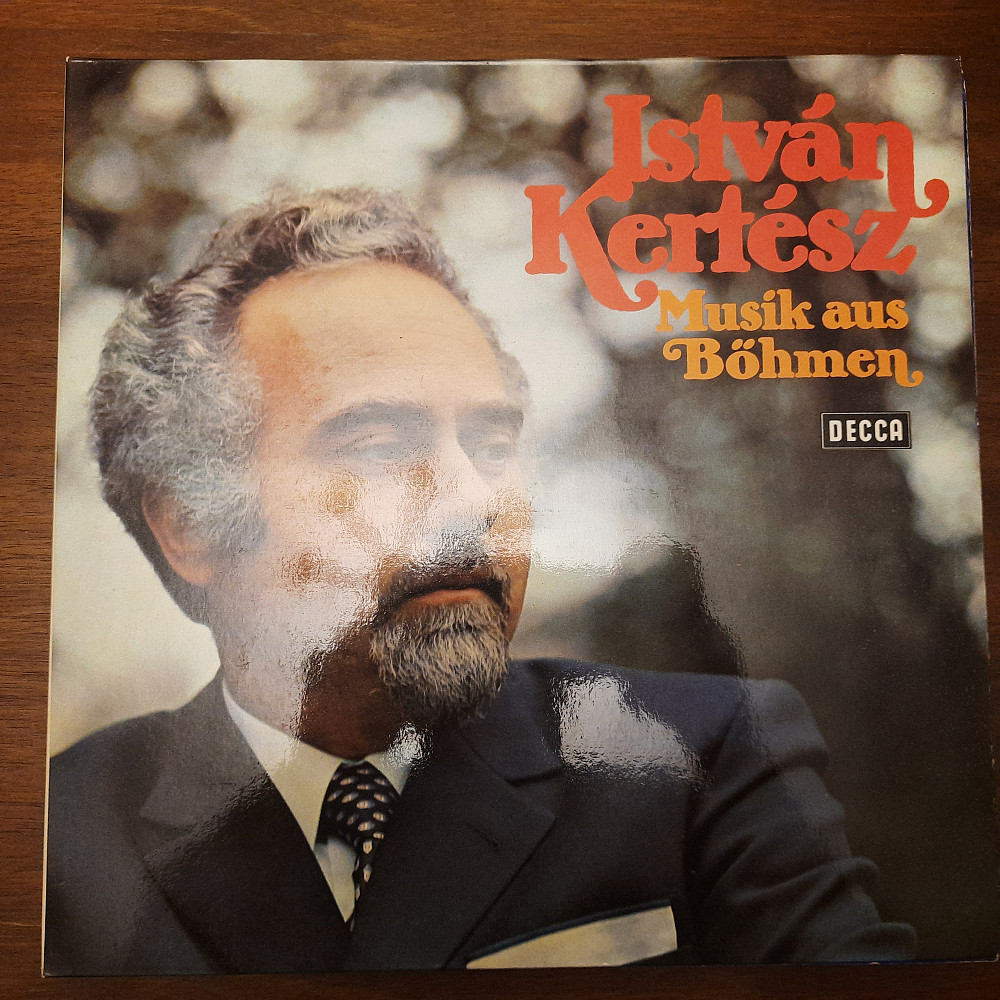 István
Kertész
Musik aus
Böhmen
DECCA